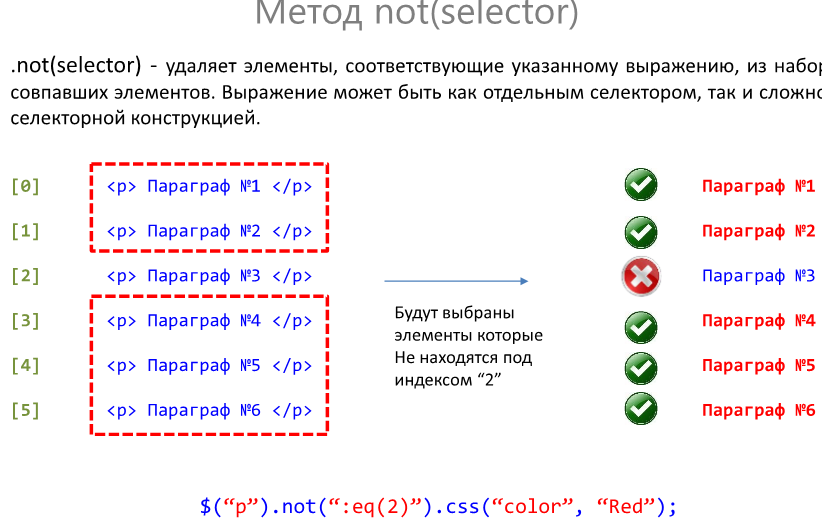 Метод not(selector)
.not(selector) - удаляет элементы, соответствующие указанному выражению, из набор
совпавших элементов. Выражение может быть как отдельным селектором, так и сложно
селекторной конструкцией.
[0] <p> Параграф №1 </p> Параграф №1
[1] <p> Параграф №2 </p> Параграф №2
[2] <p> Параграф №3 </p> Параграф №3
[3] <p> Параграф №4 </p> Параграф №4
[4] <p> Параграф №5 </p> Параграф №5
[5] <p> Параграф №6 </p> Параграф №6
Будут выбраны
элементы которые
Не находятся под
индексом “2”
$(“p”).not(“:eq(2)”).css(“color”, “Red”);